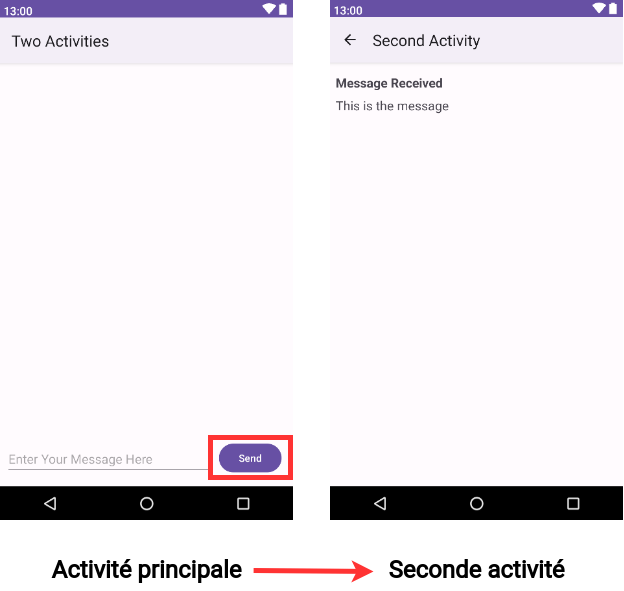 13:00
Two Activities
Enter Your Message Here
Send
13:00
Second Activity
Message Received
This is the message
Activité principale
Seconde activité